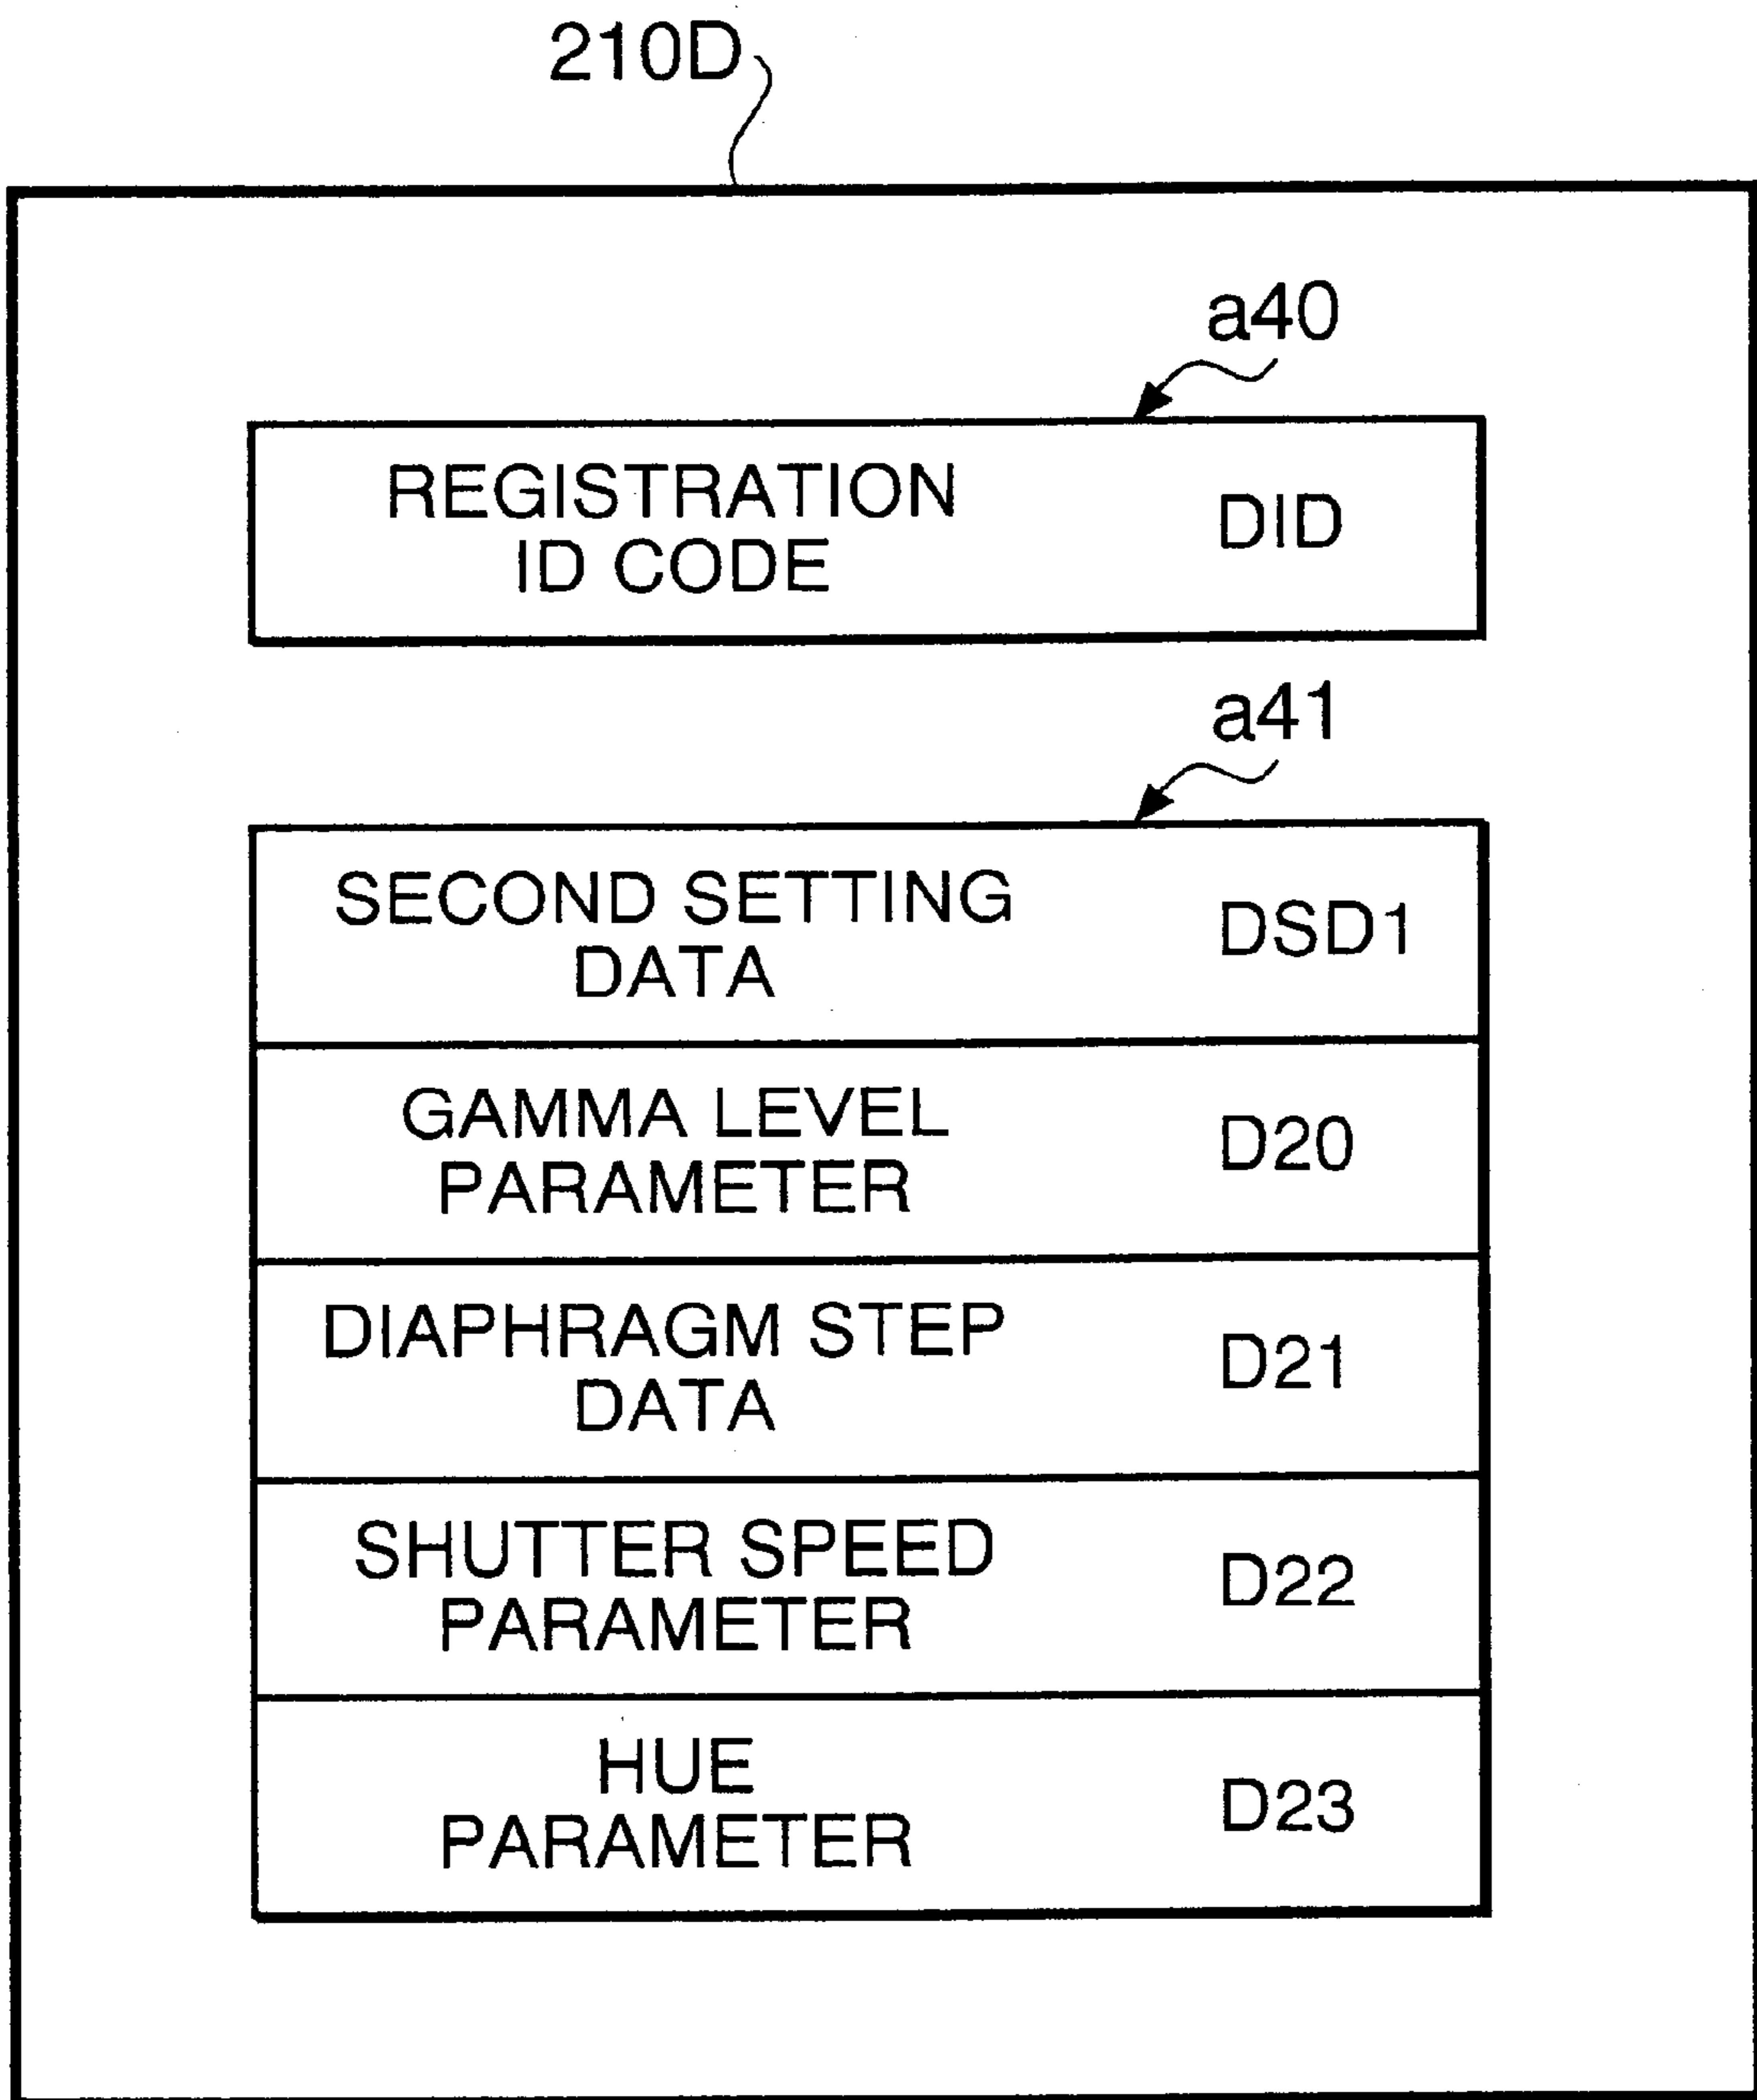 210D
a40
REGISTRATION
ID CODE
DID
a41
SECOND SETTING
DATA
DSD1
GAMMA LEVEL
PARAMETER
D20
DIAPHRAGM STEP
DATA
D21
SHUTTER SPEED
PARAMETER
D22
HUE
PARAMETER
D23